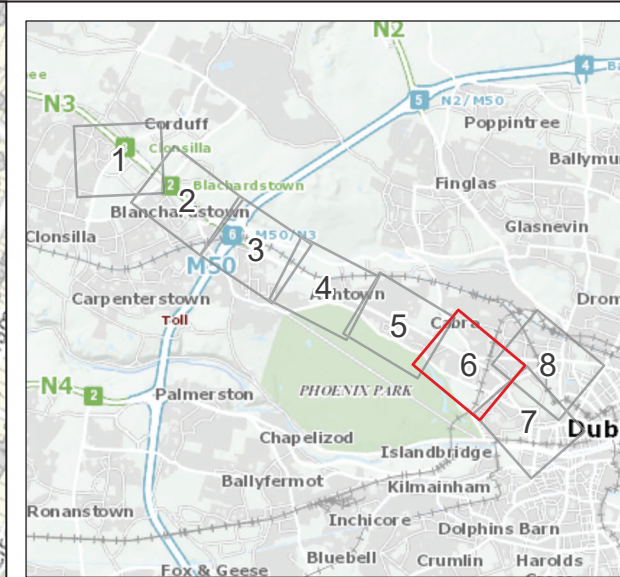 N2
4
Ba
ee
N3
5 N2/M50
Corduff
Poppintree
1
Clonsilla
Ballymu
2 Blachardstown
Finglas
2
Blanchardstown
Glasnevin
Clonsilla
6 M50/N3
3
M50
4
Ashtown
Carpenterstown
Drom
Toll
5
Cabra
6
8
N4
2
Palmerston
PHOENIX PARK
7
Dub
Chapelizod
Islandbridge
Ballyfermot
Kilmainham
Ronanstown
Inchicore
Dolphins Barn
Bluebell
Crumlin
Harolds
Fox & Geese